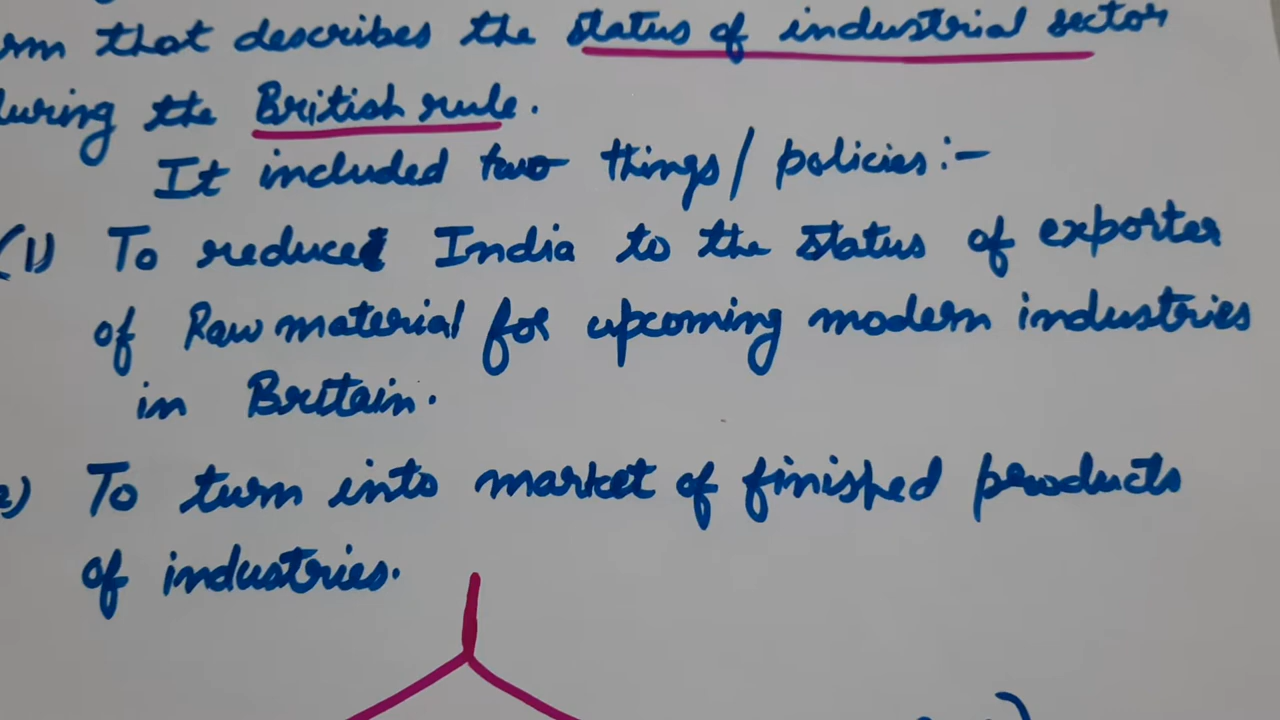 that describes the status of industrial sector
during the British rule.
It included two things/policies:-
(1) To reduce India to the status of exporter
of Raw material for upcoming modern industries
in Britain.
To turn into market of finished products
of industries.